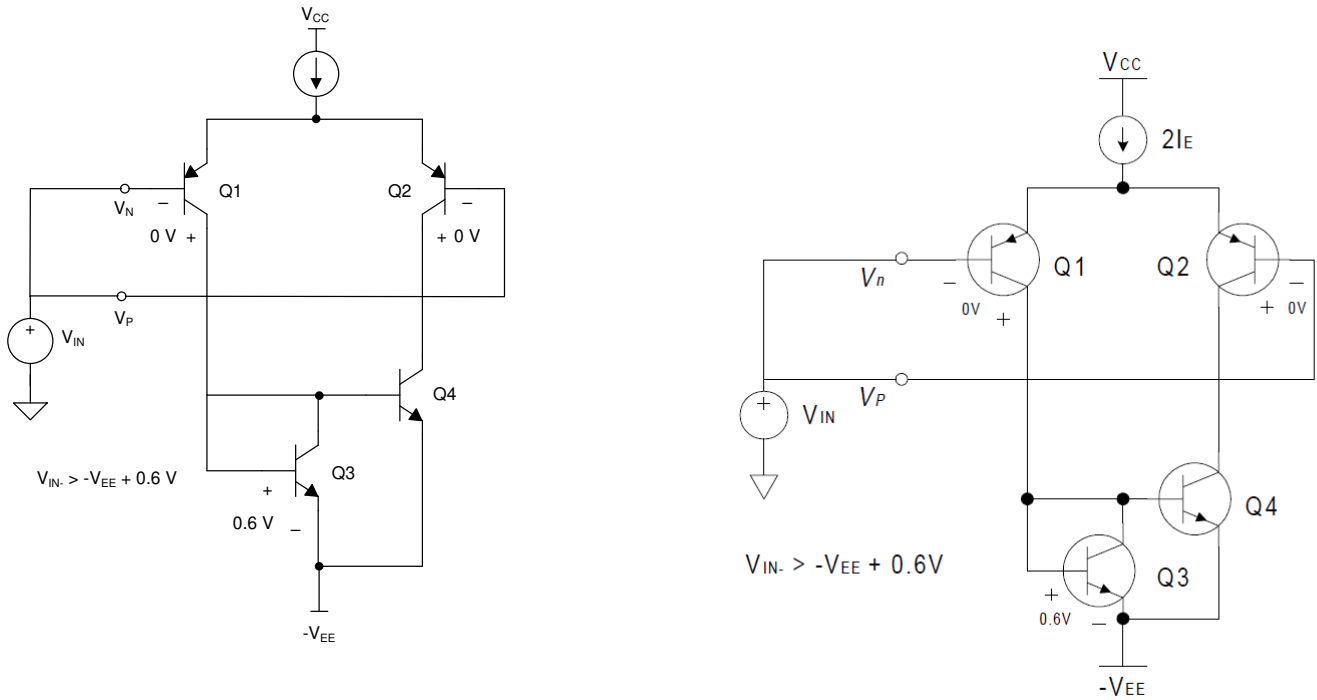 VCC
Q1
Q2
VN
–
–
0 V +
+ 0 V
VP
+
VIN
Q4
VIN- > -VEE + 0.6 V
Q3
+
0.6 V
–
-VEE
VCC
2IE
Q1
Q2
Vn
–
0V
+
+
–
0V
VP
+
VIN
Q4
VIN- > -VEE + 0.6V
Q3
+
0.6V
–
-VEE